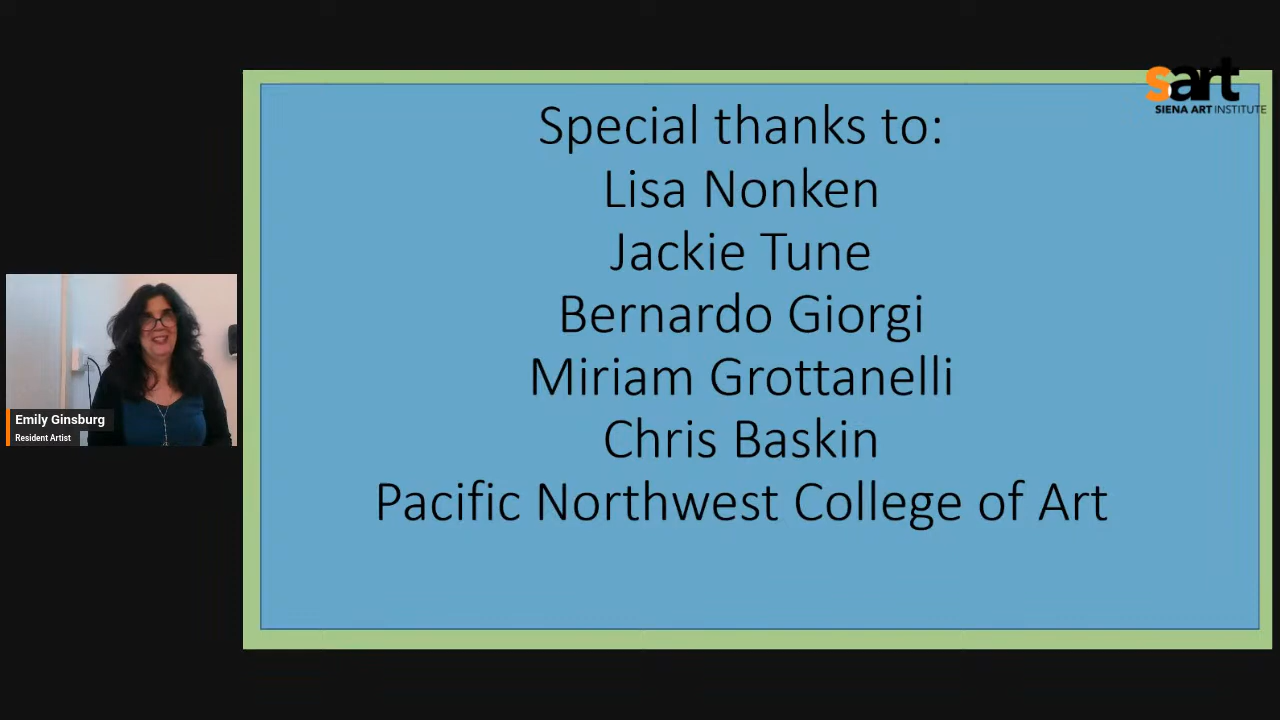 sart
SIENA ART INSTITUTE
Special thanks to:
Lisa Nonken
Jackie Tune
Bernardo Giorgi
Miriam Grottanelli
Chris Baskin
Pacific Northwest College of Art
Emily Ginsburg
Resident Artist